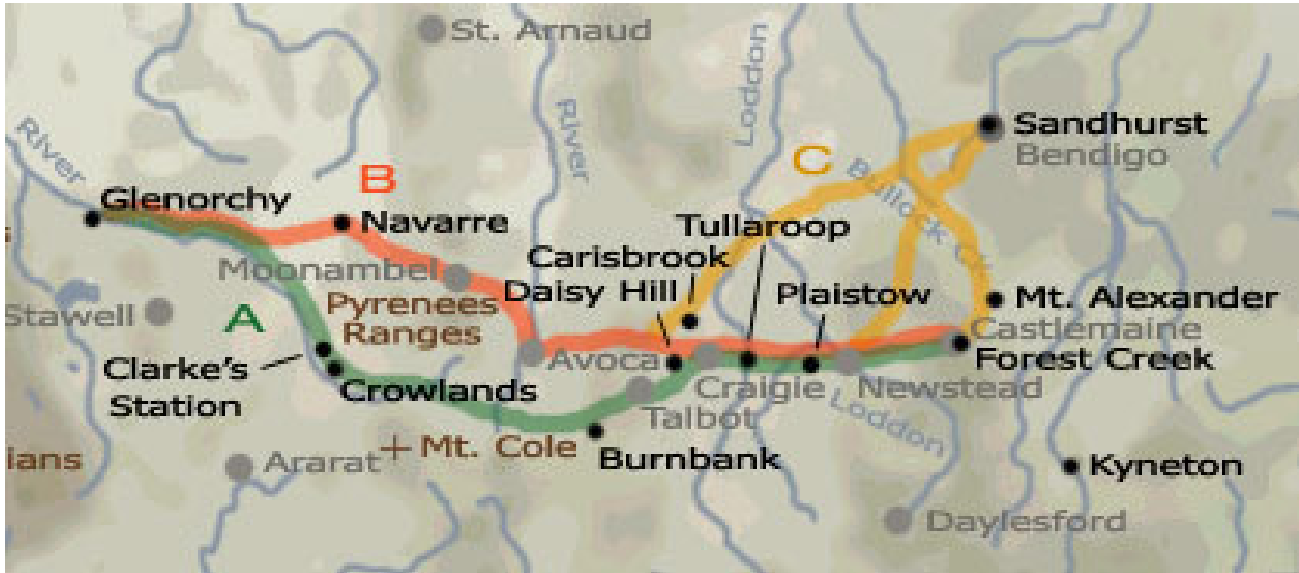 St. Arnaud
Loddon
River
River
Sandhurst
Bendigo
C
B
Bullock
Glenorchy
Navarre
Tullaroop
Moonambel
Carisbrook
Pyrenees
Ranges
Daisy Hill
Plaistow
Mt. Alexander
Stawell
A
Castlemaine
Avoca
Forest Creek
Clarke's
Station
Crowlands
Craigie
Newstead
Talbot
Loddon
Mt. Cole
ians
Ararat
Burnbank
Kyneton
Daylesford